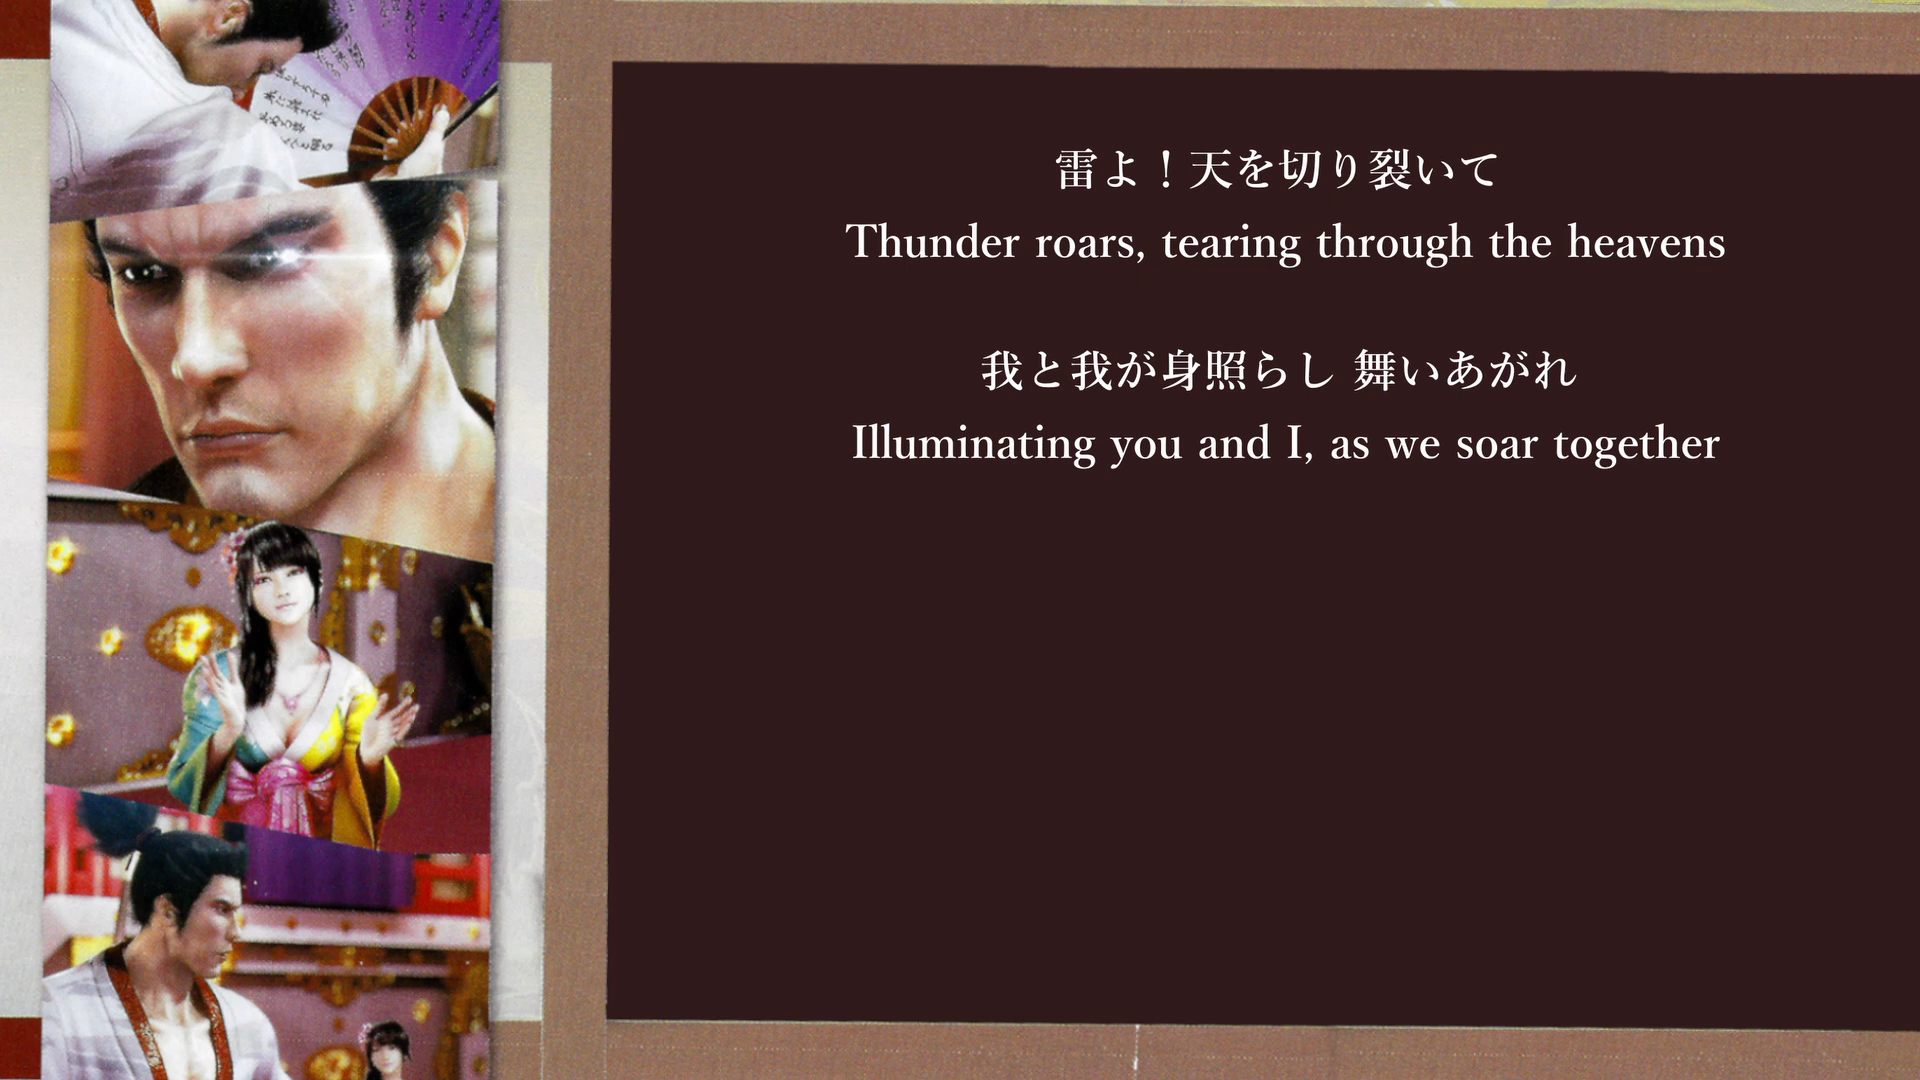 雷よ！天を切り裂いて
Thunder roars, tearing through the heavens
我と我が身照らし 舞いあがれ
Illuminating you and I, as we soar together